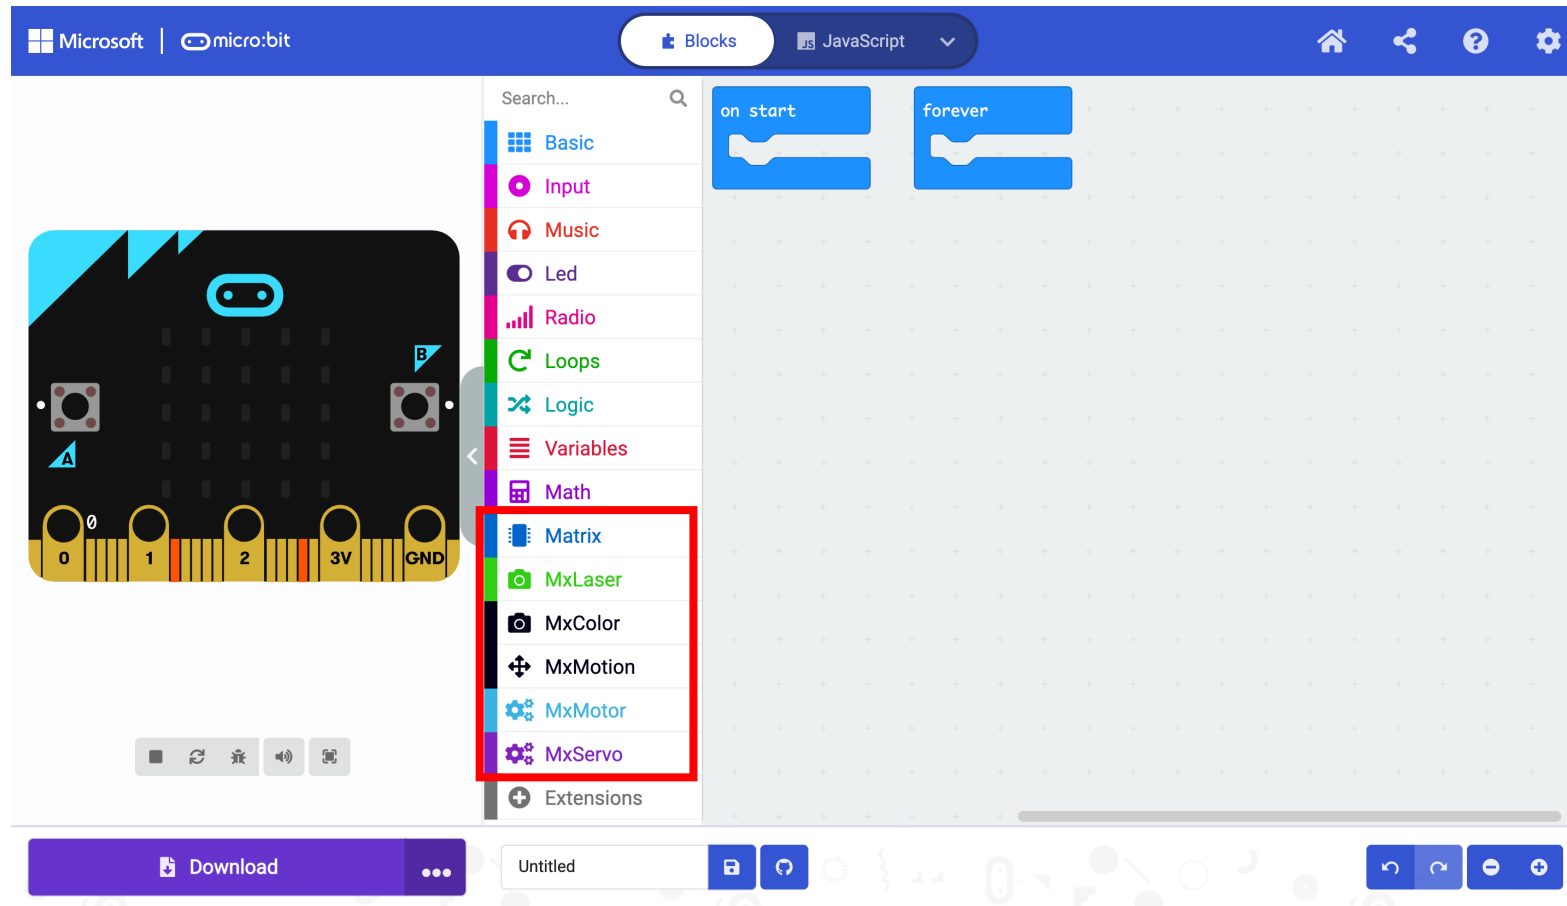 Microsoft micro:bit
Blocks
JS JavaScript
Search...
Basic
Input
Music
Led
Radio
Loops
Logic
Variables
Math
Matrix
MxLaser
MxColor
MxMotion
MxMotor
MxServo
Extensions
on start
forever
B
A
0
0 1 2 3V GND
Download
Untitled